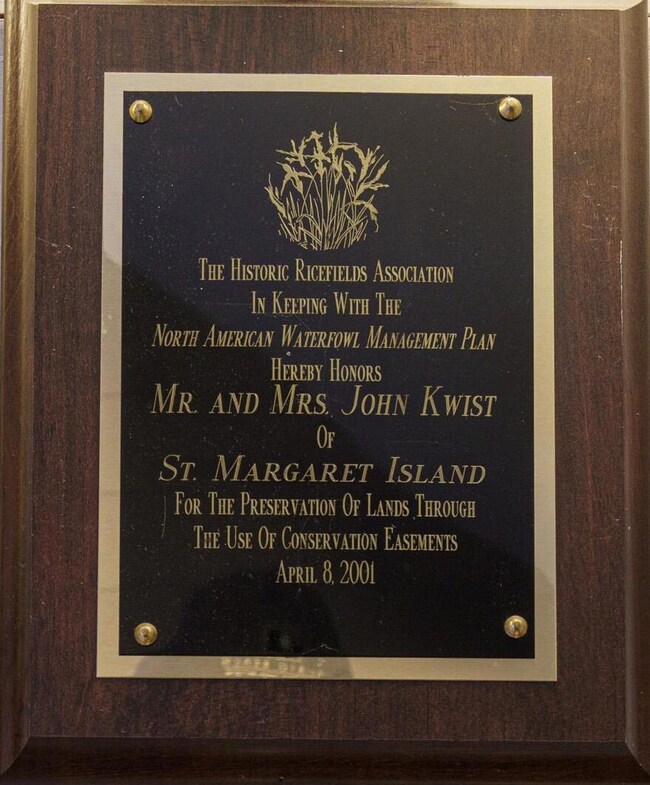 The Historic Ricefields Association
In Keeping With The
North American Waterfowl Management Plan
Hereby Honors
Mr. and Mrs. John Kwist
Of
St. Margaret Island
For The Preservation Of Lands Through
The Use Of Conservation Easements
April 8, 2001